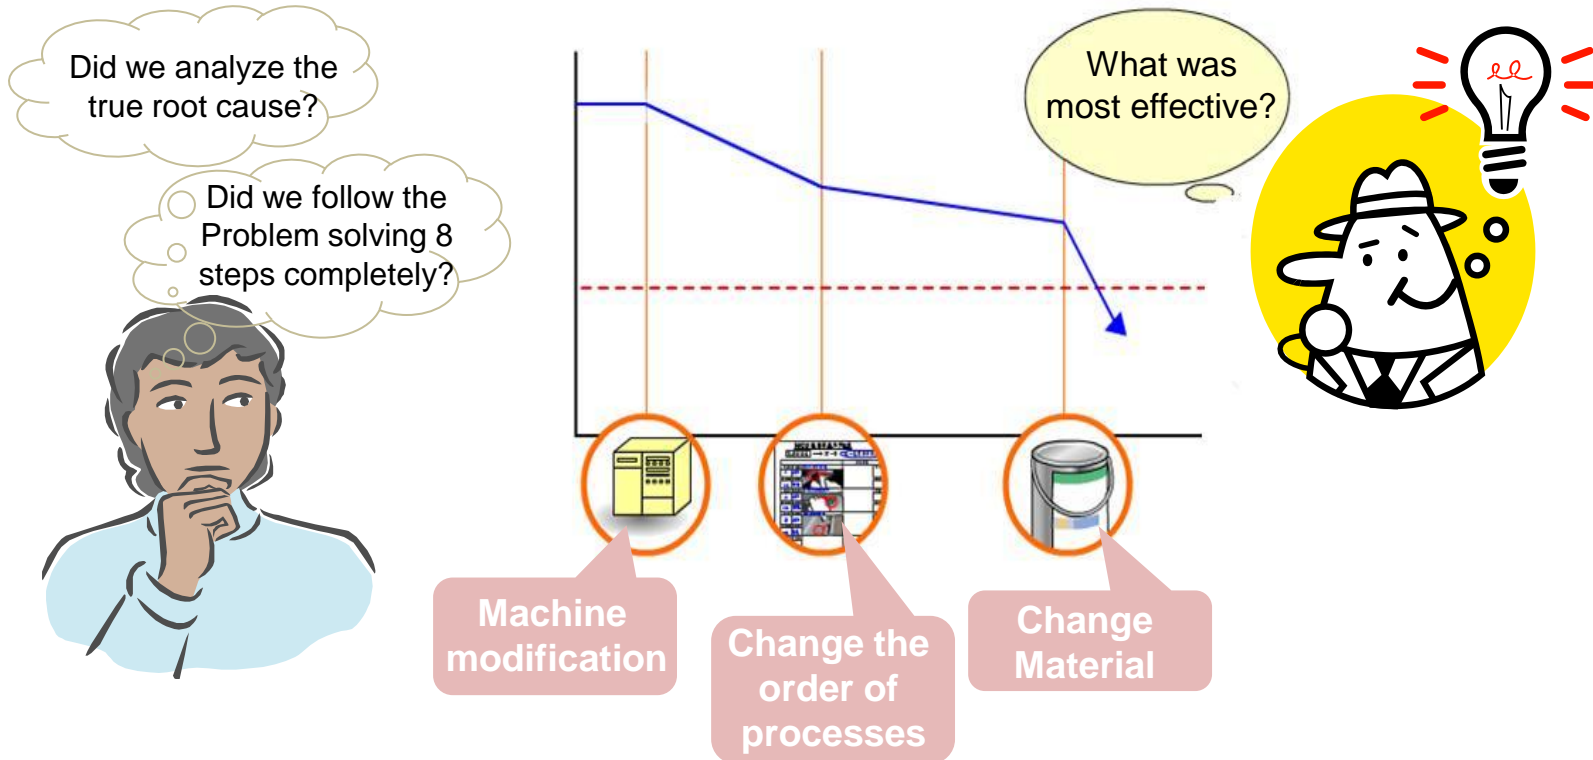 Did we analyze the
true root cause?
Did we follow the
Problem solving 8
steps completely?
What was
most effective?
Machine
modification
Change the
order of
processes
Change
Material